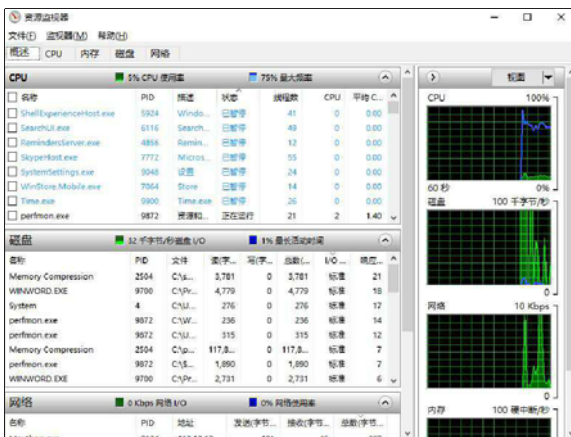 资源监视器
文件(F) 监视器(M) 帮助(H)
概述 CPU 内存 磁盘 网络
CPU 5% CPU 使用率 75% 最大频率
名称 PID 描述 状态 线程数 CPU 平均 C...
ShellExperienceHost.exe 5924 Windo... 已暂停 41 0 0.00
SearchUI.exe 6116 Search... 已暂停 49 0 0.00
RemindersServer.exe 4856 Remin... 已暂停 12 0 0.00
SkypeHost.exe 7772 Micros... 已暂停 55 0 0.00
SystemSettings.exe 9048 设置 已暂停 24 0 0.00
WinStore.Mobile.exe 7064 Store 已暂停 14 0 0.00
Time.exe 9900 Time.exe 已暂停 26 0 0.00
perfmon.exe 9872 资源和... 正在运行 21 2 1.40
磁盘 32 千字节/秒磁盘 I/O 1% 最长活动时间
名称 PID 文件 读(字... 写(字... 总数(... I/O ... 响应...
Memory Compression 2504 C:\s... 3,781 0 3,781 标准 21
WINWORD.EXE 9700 C:\Pr... 4,779 0 4,779 标准 18
System 4 C:\U... 276 0 276 标准 17
perfmon.exe 9872 C:\W... 236 0 236 标准 14
perfmon.exe 9872 C:\U... 315 0 315 标准 12
Memory Compression 2504 C:\p... 117,8... 0 117,8... 标准 7
perfmon.exe 9872 C:\$... 1,890 0 1,890 标准 7
WINWORD.EXE 9700 C:\Pr... 2,731 0 2,731 标准 6
网络 0 Kbps 网络 I/O 0% 网络使用率
名称 PID 地址 发送(字节... 接收(字节... 总数(字节...
视图
CPU 100%
60 秒 0%
磁盘 100 千字节/秒
0
网络 10 Kbps
0
内存 100 硬中断/秒